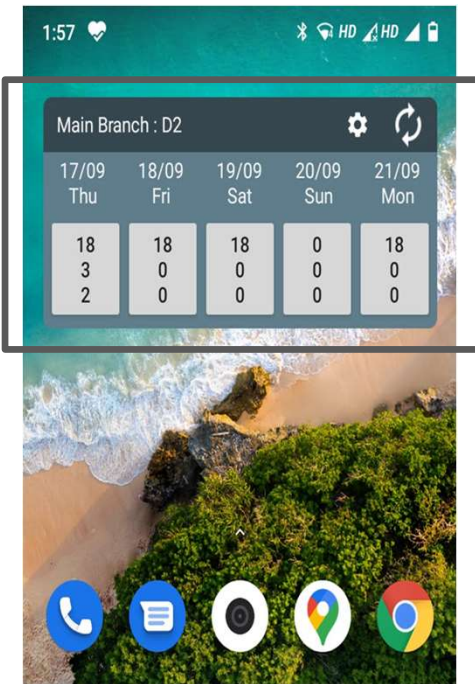 1:57 HD HD
Main Branch : D2
17/09 18/09 19/09 20/09 21/09
Thu Fri Sat Sun Mon
18 18 18 0 18
3 0 0 0 0
2 0 0 0 0